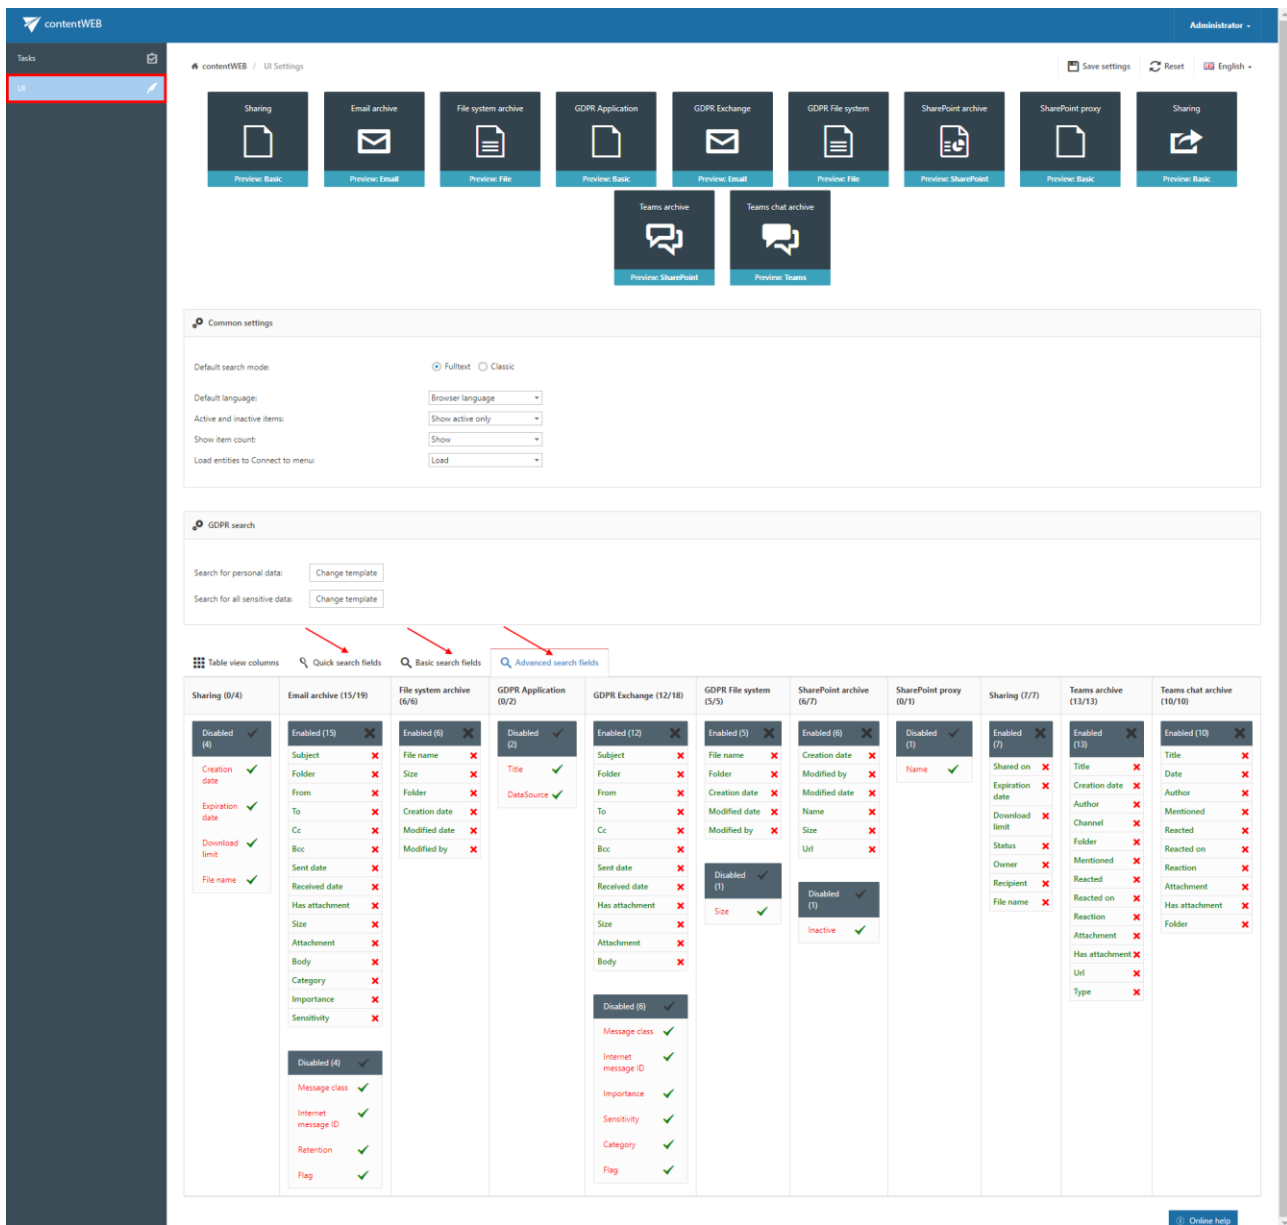 contentWEB
Administrator
Tasks
UI
contentWEB / UI Settings
Save settings
Reset
English
Sharing
Preview: Basic
Email archive
Preview: Email
File system archive
Preview: File
GDPR Application
Preview: Basic
GDPR Exchange
Preview: Email
GDPR File system
Preview: File
SharePoint archive
Preview: SharePoint
SharePoint proxy
Preview: Basic
Sharing
Preview: Basic
Teams archive
Preview: SharePoint
Teams chat archive
Preview: Teams
Common settings
Default search mode: Fulltext Classic
Default language: Browser language
Active and inactive items: Show active only
Show item count: Show
Load entities to Connect to menu: Load
GDPR search
Search for personal data: Change template
Search for all sensitive data: Change template
Table view columns
Quick search fields
Basic search fields
Advanced search fields
Sharing (0/4)
Disabled
(4)
Creation
date
Expiration
date
Download
limit
File name
Email archive (15/19)
Enabled (15)
Subject
Folder
From
To
Cc
Bcc
Sent date
Received date
Has attachment
Size
Attachment
Body
Category
Importance
Sensitivity
Disabled (4)
Message class
Internet
message ID
Retention
Flag
File system archive
(6/6)
Enabled (6)
File name
Size
Folder
Creation date
Modified date
Modified by
GDPR Application
(0/2)
Disabled
(2)
Title
DataSource
GDPR Exchange (12/18)
Enabled (12)
Subject
Folder
From
To
Cc
Bcc
Sent date
Received date
Has attachment
Size
Attachment
Body
Disabled (6)
Message class
Internet
message ID
Importance
Sensitivity
Category
Flag
GDPR File system
(5/5)
Enabled (5)
File name
Folder
Creation date
Modified date
Modified by
Disabled
(1)
Size
SharePoint archive
(6/7)
Enabled (6)
Creation date
Modified by
Modified date
Name
Size
Url
Disabled
(1)
Inactive
SharePoint proxy
(0/1)
Disabled
(1)
Name
Sharing (7/7)
Enabled
(7)
Shared on
Expiration
date
Download
limit
Status
Owner
Recipient
File name
Teams archive
(13/13)
Enabled
(13)
Title
Creation date
Author
Channel
Folder
Mentioned
Reacted
Reacted on
Reaction
Attachment
Has attachment
Url
Type
Teams chat archive
(10/10)
Enabled (10)
Title
Date
Author
Mentioned
Reacted
Reacted on
Reaction
Attachment
Has attachment
Folder
Online help